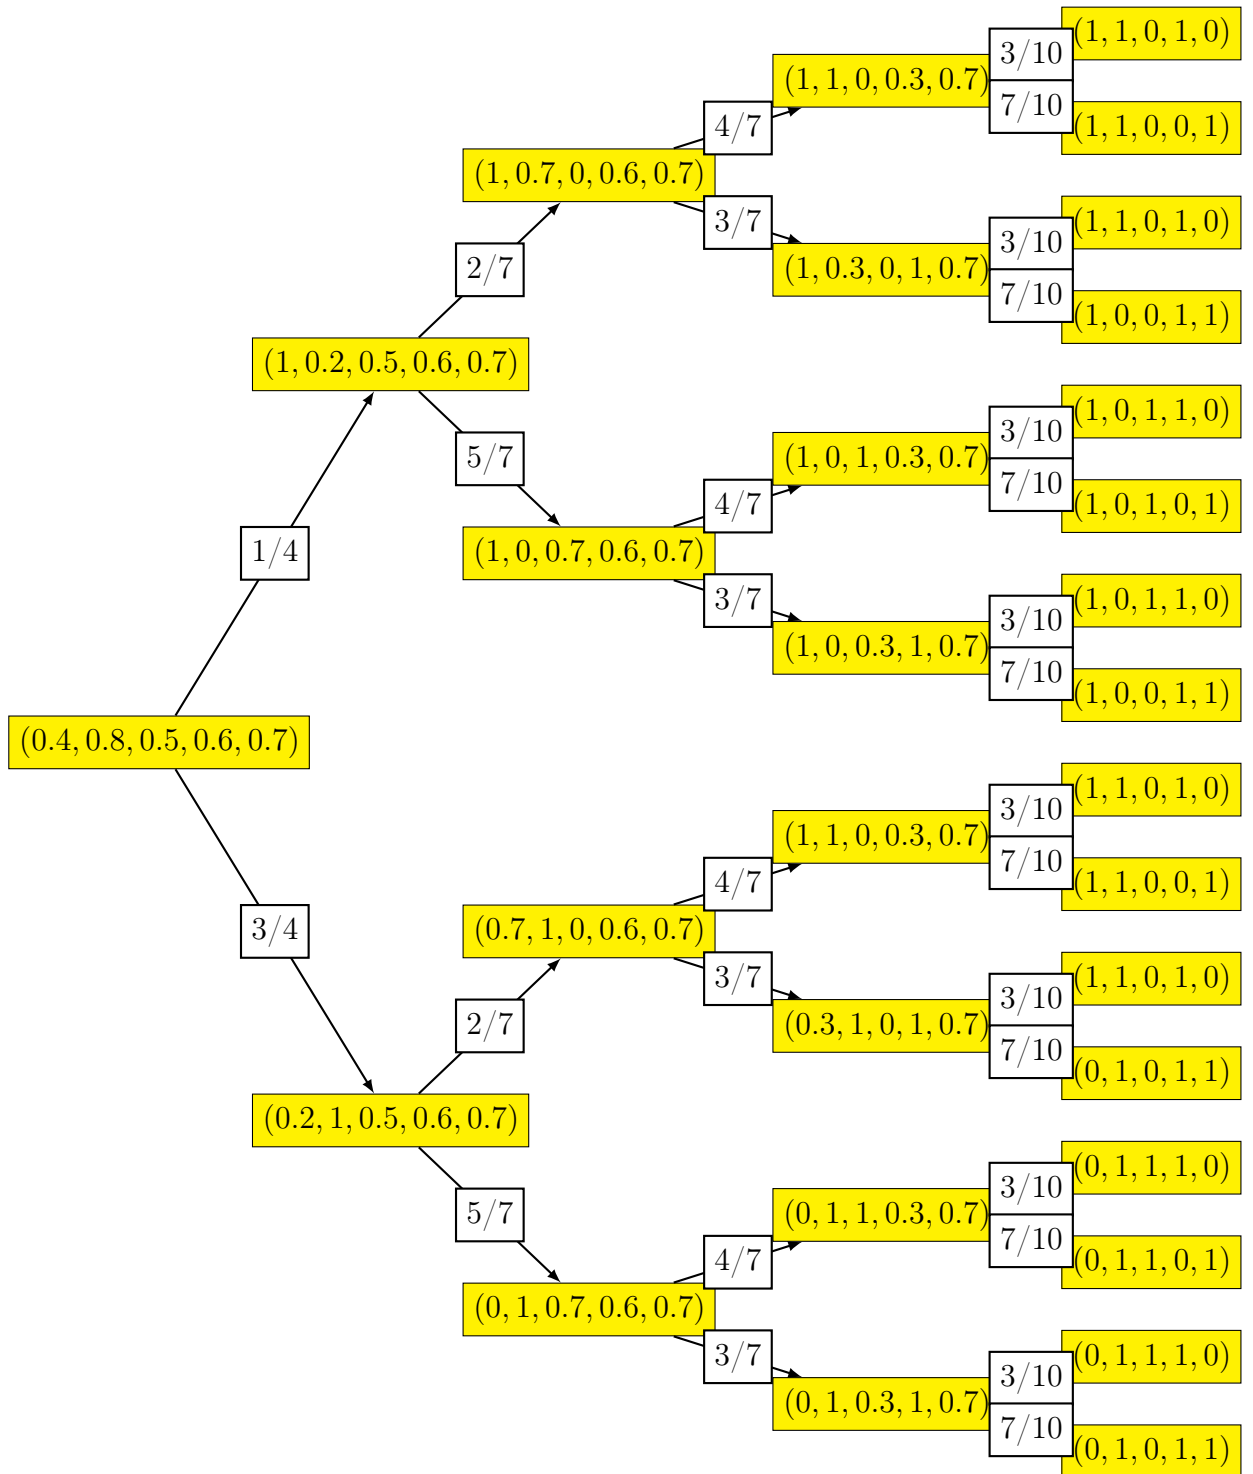 (1, 1, 0, 1, 0)
3/10
(1, 1, 0, 0.3, 0.7)
7/10
4/7
(1, 1, 0, 0, 1)
(1, 0.7, 0, 0.6, 0.7)
3/7
(1, 1, 0, 1, 0)
3/10
2/7
(1, 0.3, 0, 1, 0.7)
7/10
(1, 0, 0, 1, 1)
(1, 0.2, 0.5, 0.6, 0.7)
(1, 0, 1, 1, 0)
3/10
5/7
(1, 0, 1, 0.3, 0.7)
7/10
4/7
(1, 0, 1, 0, 1)
1/4
(1, 0, 0.7, 0.6, 0.7)
3/7
(1, 0, 1, 1, 0)
3/10
(1, 0, 0.3, 1, 0.7)
7/10
(1, 0, 0, 1, 1)
(0.4, 0.8, 0.5, 0.6, 0.7)
(1, 1, 0, 1, 0)
3/10
(1, 1, 0, 0.3, 0.7)
7/10
4/7
(1, 1, 0, 0, 1)
3/4
(0.7, 1, 0, 0.6, 0.7)
3/7
(1, 1, 0, 1, 0)
3/10
2/7
(0.3, 1, 0, 1, 0.7)
7/10
(0, 1, 0, 1, 1)
(0.2, 1, 0.5, 0.6, 0.7)
(0, 1, 1, 1, 0)
3/10
5/7
(0, 1, 1, 0.3, 0.7)
7/10
4/7
(0, 1, 1, 0, 1)
(0, 1, 0.7, 0.6, 0.7)
3/7
(0, 1, 1, 1, 0)
3/10
(0, 1, 0.3, 1, 0.7)
7/10
(0, 1, 0, 1, 1)